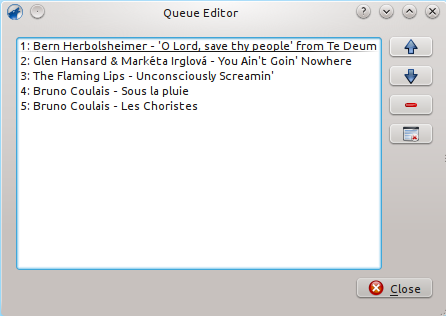 Queue Editor
1: Bern Herbolsheimer - 'O Lord, save thy people' from Te Deum
2: Glen Hansard & Markéta Irglová - You Ain't Goin' Nowhere
3: The Flaming Lips - Unconsciously Screamin'
4: Bruno Coulais - Sous la pluie
5: Bruno Coulais - Les Choristes
Close